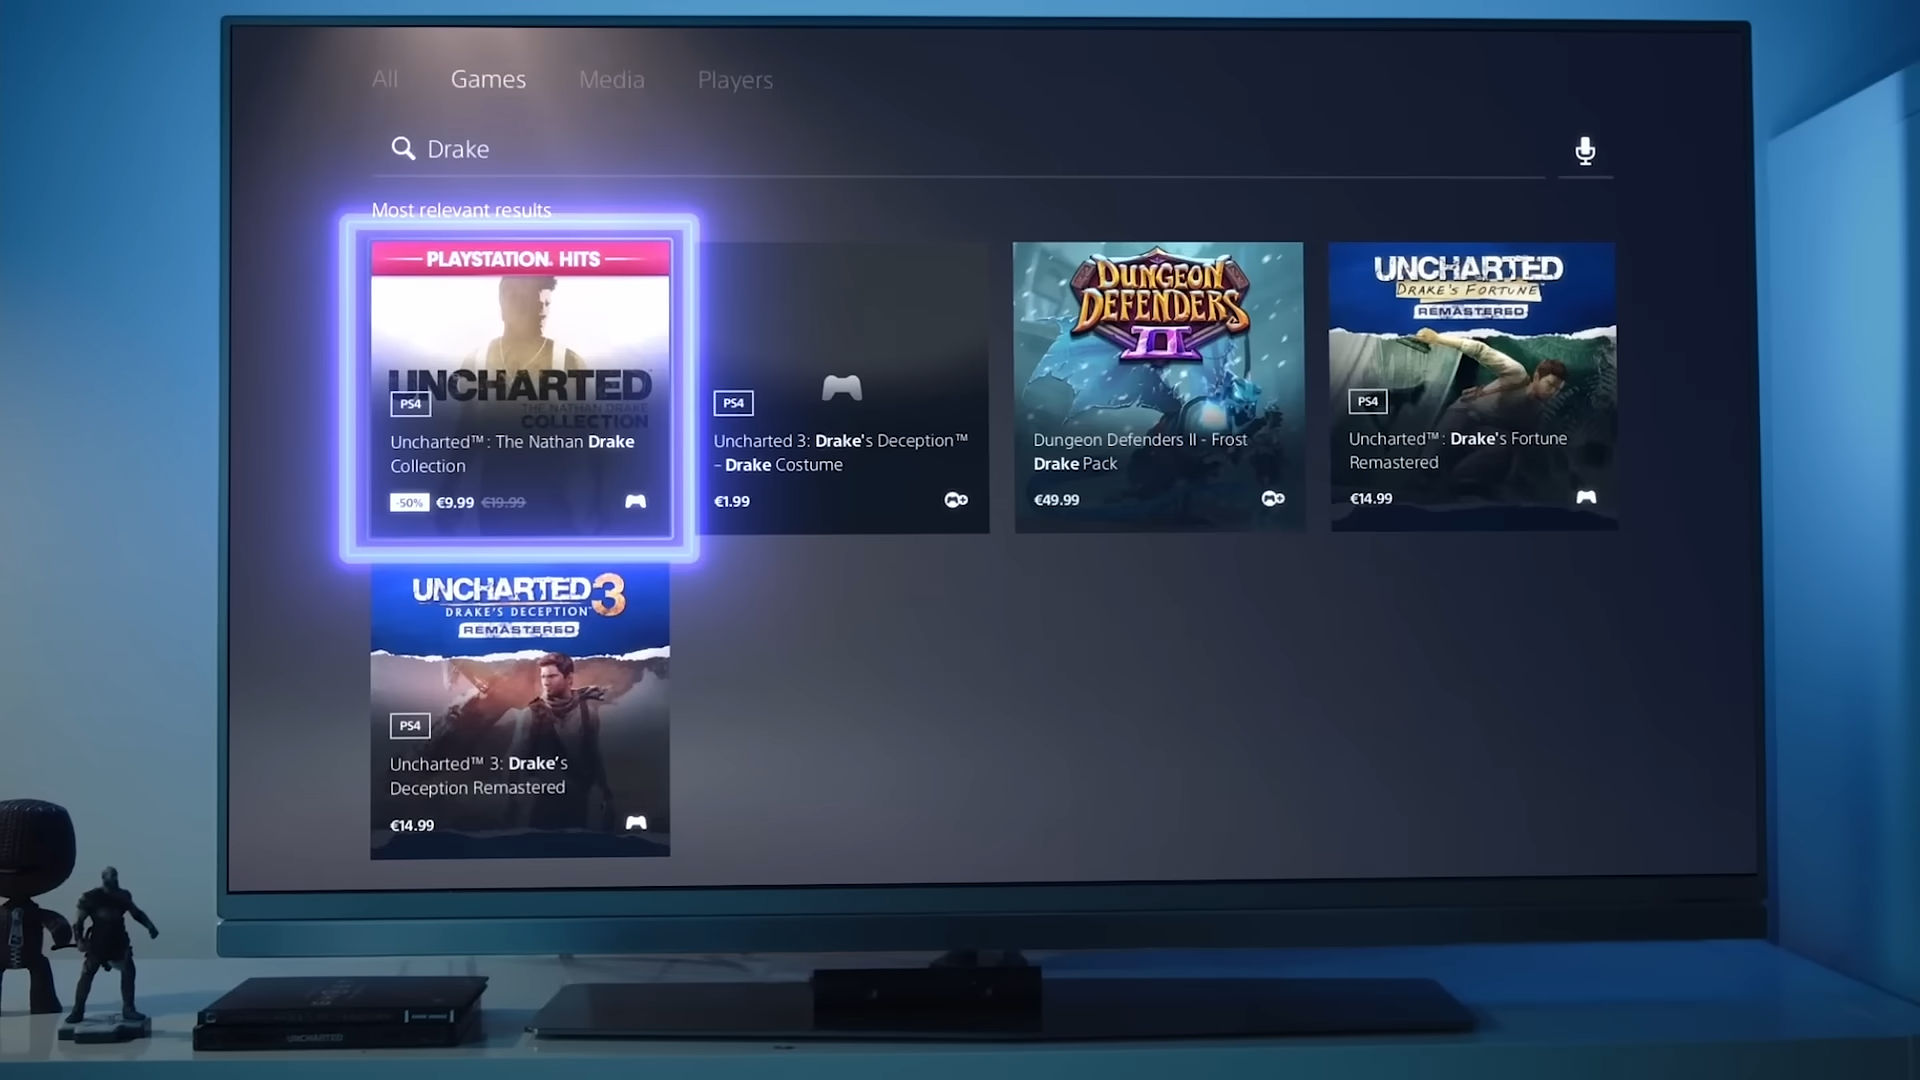 All Games Media Players
Drake
Most relevant results
PLAYSTATION. HITS
UNCHARTED
THE NATHAN DRAKE
COLLECTION
PS4
Uncharted™: The Nathan Drake
Collection
-50% €9.99 €19.99
PS4
Uncharted 3: Drake's Deception™
– Drake Costume
€1.99
DUNGEON
DEFENDERS
II
Dungeon Defenders II - Frost
Drake Pack
€49.99
UNCHARTED
DRAKE'S FORTUNE
REMASTERED
PS4
Uncharted™: Drake's Fortune
Remastered
€14.99
UNCHARTED 3
DRAKE'S DECEPTION™
REMASTERED
PS4
Uncharted™ 3: Drake's
Deception Remastered
€14.99
UNCHARTED